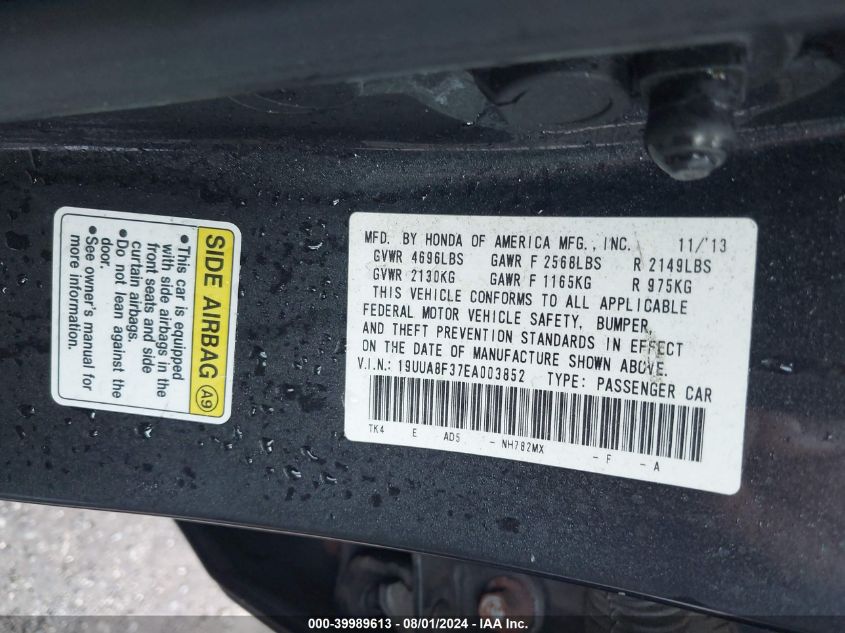 SIDE AIRBAG A9
•This car is equipped
with side airbags in the
front seats and side
curtain airbags.
•Do not lean against the
door.
•See owner's manual for
more information.
MFD. BY HONDA OF AMERICA MFG., INC. 11/'13
GVWR 4696LBS GAWR F 2568LBS R 2149LBS
GVWR 2130KG GAWR F 1165KG R 975KG
THIS VEHICLE CONFORMS TO ALL APPLICABLE
FEDERAL MOTOR VEHICLE SAFETY, BUMPER,
AND THEFT PREVENTION STANDARDS IN EFFECT
ON THE DATE OF MANUFACTURE SHOWN ABOVE.
V.I.N.: 19UUA8F37EA003852 TYPE: PASSENGER CAR
TK4 E AD5 - NH782MX - F - A
000-39989613 - 08/01/2024 - IAA Holdings, LLC and IAA, Inc.